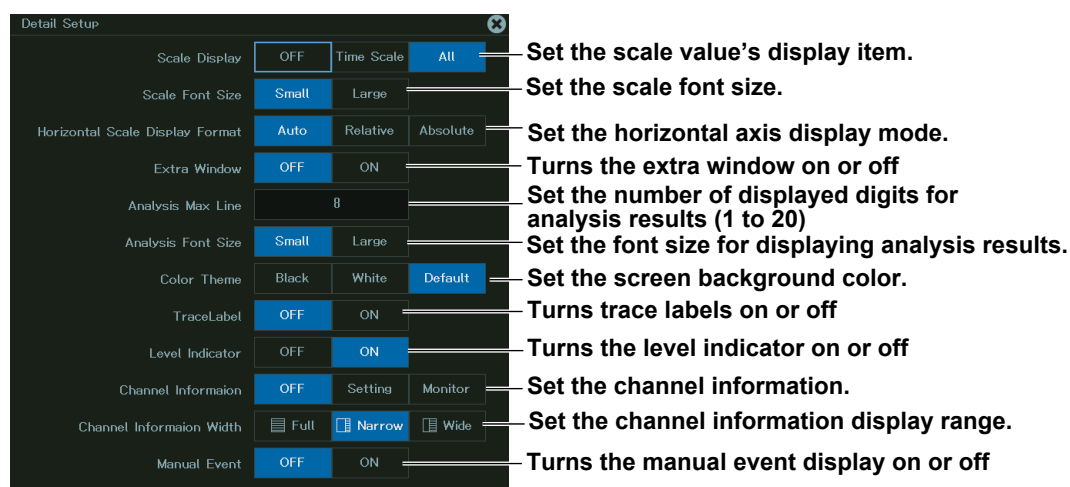 Detail Setup
Scale Display OFF Time Scale All Set the scale value's display item.
Scale Font Size Small Large Set the scale font size.
Horizontal Scale Display Format Auto Relative Absolute Set the horizontal axis display mode.
Extra Window OFF ON Turns the extra window on or off
Analysis Max Line 8 Set the number of displayed digits for
analysis results (1 to 20)
Analysis Font Size Small Large Set the font size for displaying analysis results.
Color Theme Black White Default Set the screen background color.
TraceLabel OFF ON Turns trace labels on or off
Level Indicator OFF ON Turns the level indicator on or off
Channel Informaion OFF Setting Monitor Set the channel information.
Channel Informaion Width Full Narrow Wide Set the channel information display range.
Manual Event OFF ON Turns the manual event display on or off